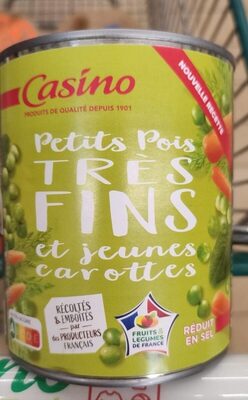 Casino
PRODUITS DE QUALITÉ DEPUIS 1901
NOUVELLE RECETTE
Petits Pois
TRÈS
FINS
et jeunes
carottes
RÉCOLTÉS
& EMBOÎTÉS
par
des PRODUCTEURS
FRANÇAIS
FRUITS &
LÉGUMES
DE FRANCE
RÉDUIT
EN SEL